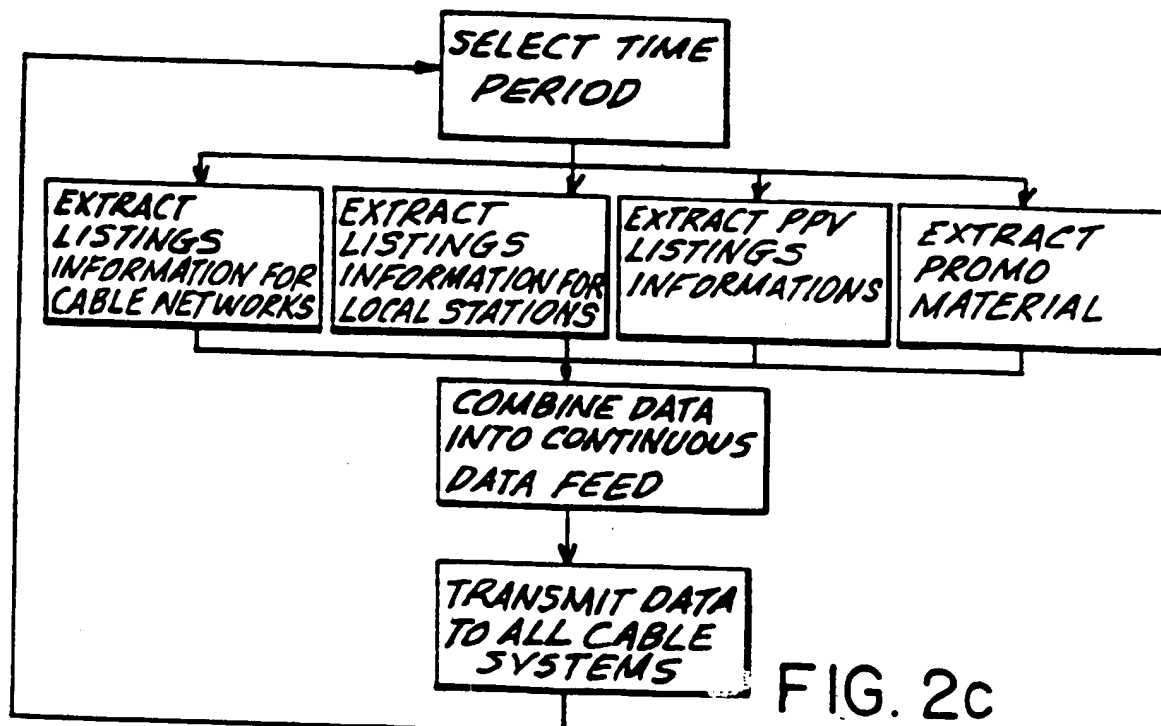 SELECT TIME
PERIOD
EXTRACT
LISTINGS
INFORMATION FOR
CABLE NETWORKS
EXTRACT
LISTINGS
INFORMATION FOR
LOCAL STATIONS
EXTRACT PPV
LISTINGS
INFORMATIONS
EXTRACT
PROMO
MATERIAL
COMBINE DATA
INTO CONTINUOUS
DATA FEED
TRANSMIT DATA
TO ALL CABLE
SYSTEMS
FIG. 2c